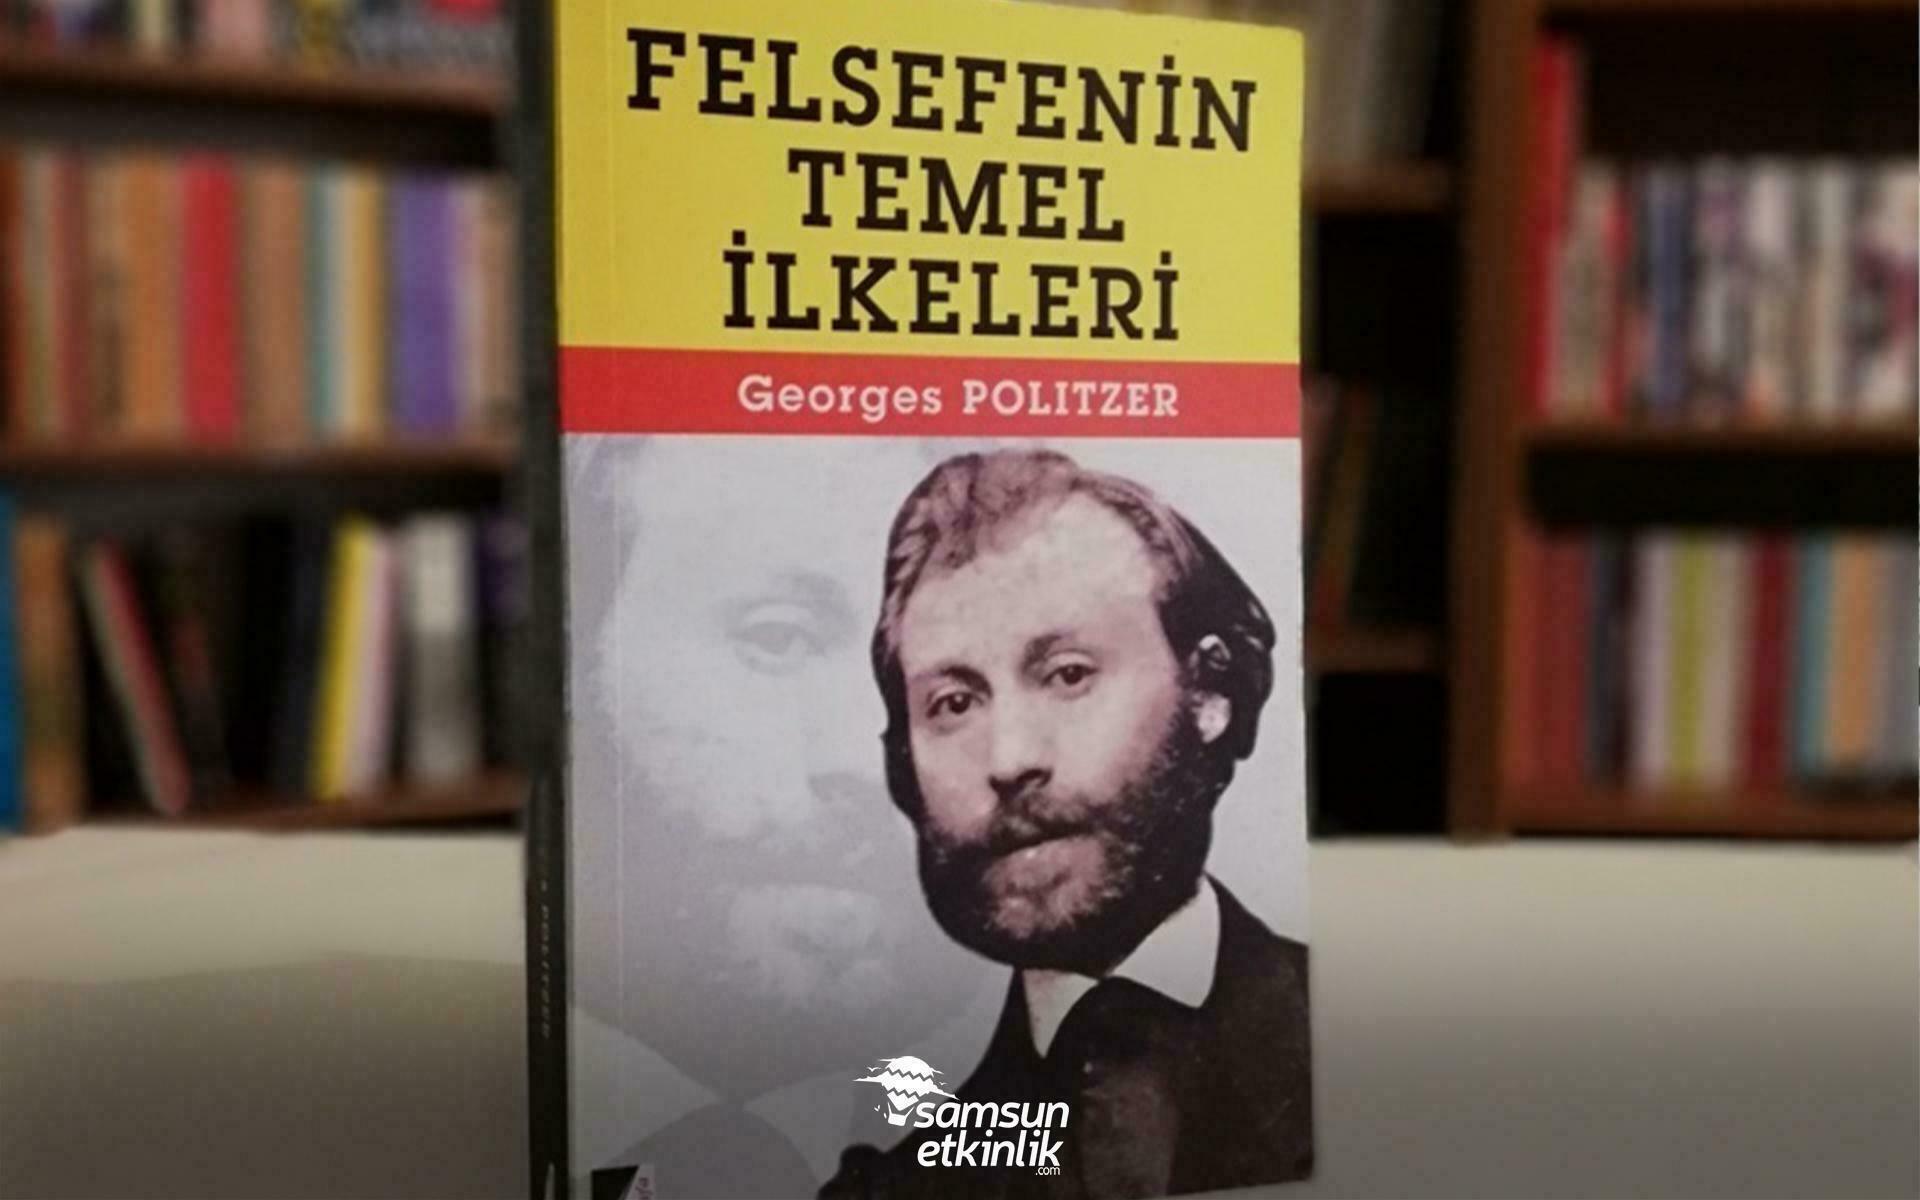 FELSEFENİN
TEMEL
İLKELERİ
Georges POLITZER
samsun
etkinlik
.com